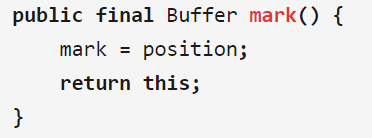 public final Buffer mark() {
    mark = position;
    return this;
}